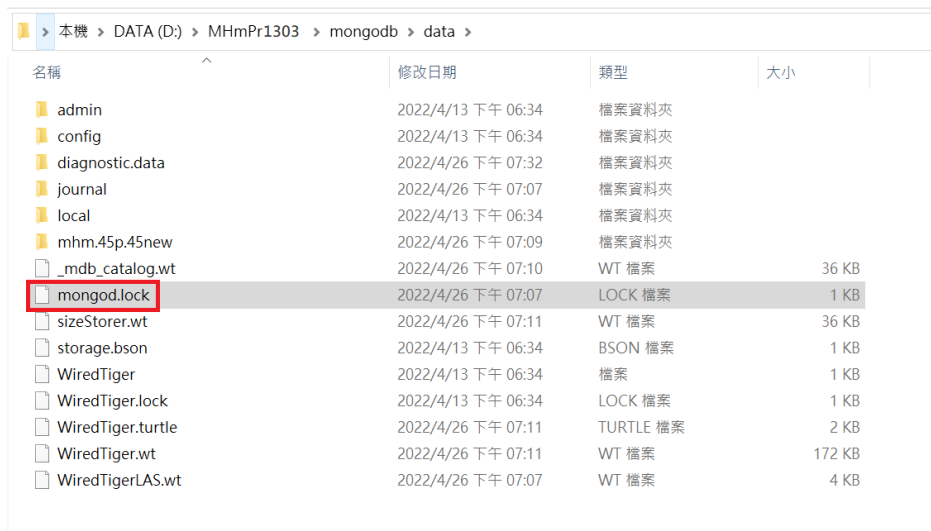 本機 > DATA (D:) > MHmPr1303 > mongodb > data >
名稱 修改日期 類型 大小
admin 2022/4/13 下午 06:34 檔案資料夾
config 2022/4/13 下午 06:34 檔案資料夾
diagnostic.data 2022/4/26 下午 07:32 檔案資料夾
journal 2022/4/26 下午 07:07 檔案資料夾
local 2022/4/13 下午 06:34 檔案資料夾
mhm.45p.45new 2022/4/26 下午 07:09 檔案資料夾
_mdb_catalog.wt 2022/4/26 下午 07:10 WT 檔案 36 KB
mongod.lock 2022/4/26 下午 07:07 LOCK 檔案 1 KB
sizeStorer.wt 2022/4/26 下午 07:11 WT 檔案 36 KB
storage.bson 2022/4/13 下午 06:34 BSON 檔案 1 KB
WiredTiger 2022/4/13 下午 06:34 檔案 1 KB
WiredTiger.lock 2022/4/13 下午 06:34 LOCK 檔案 1 KB
WiredTiger.turtle 2022/4/26 下午 07:11 TURTLE 檔案 2 KB
WiredTiger.wt 2022/4/26 下午 07:11 WT 檔案 172 KB
WiredTigerLAS.wt 2022/4/26 下午 07:07 WT 檔案 4 KB